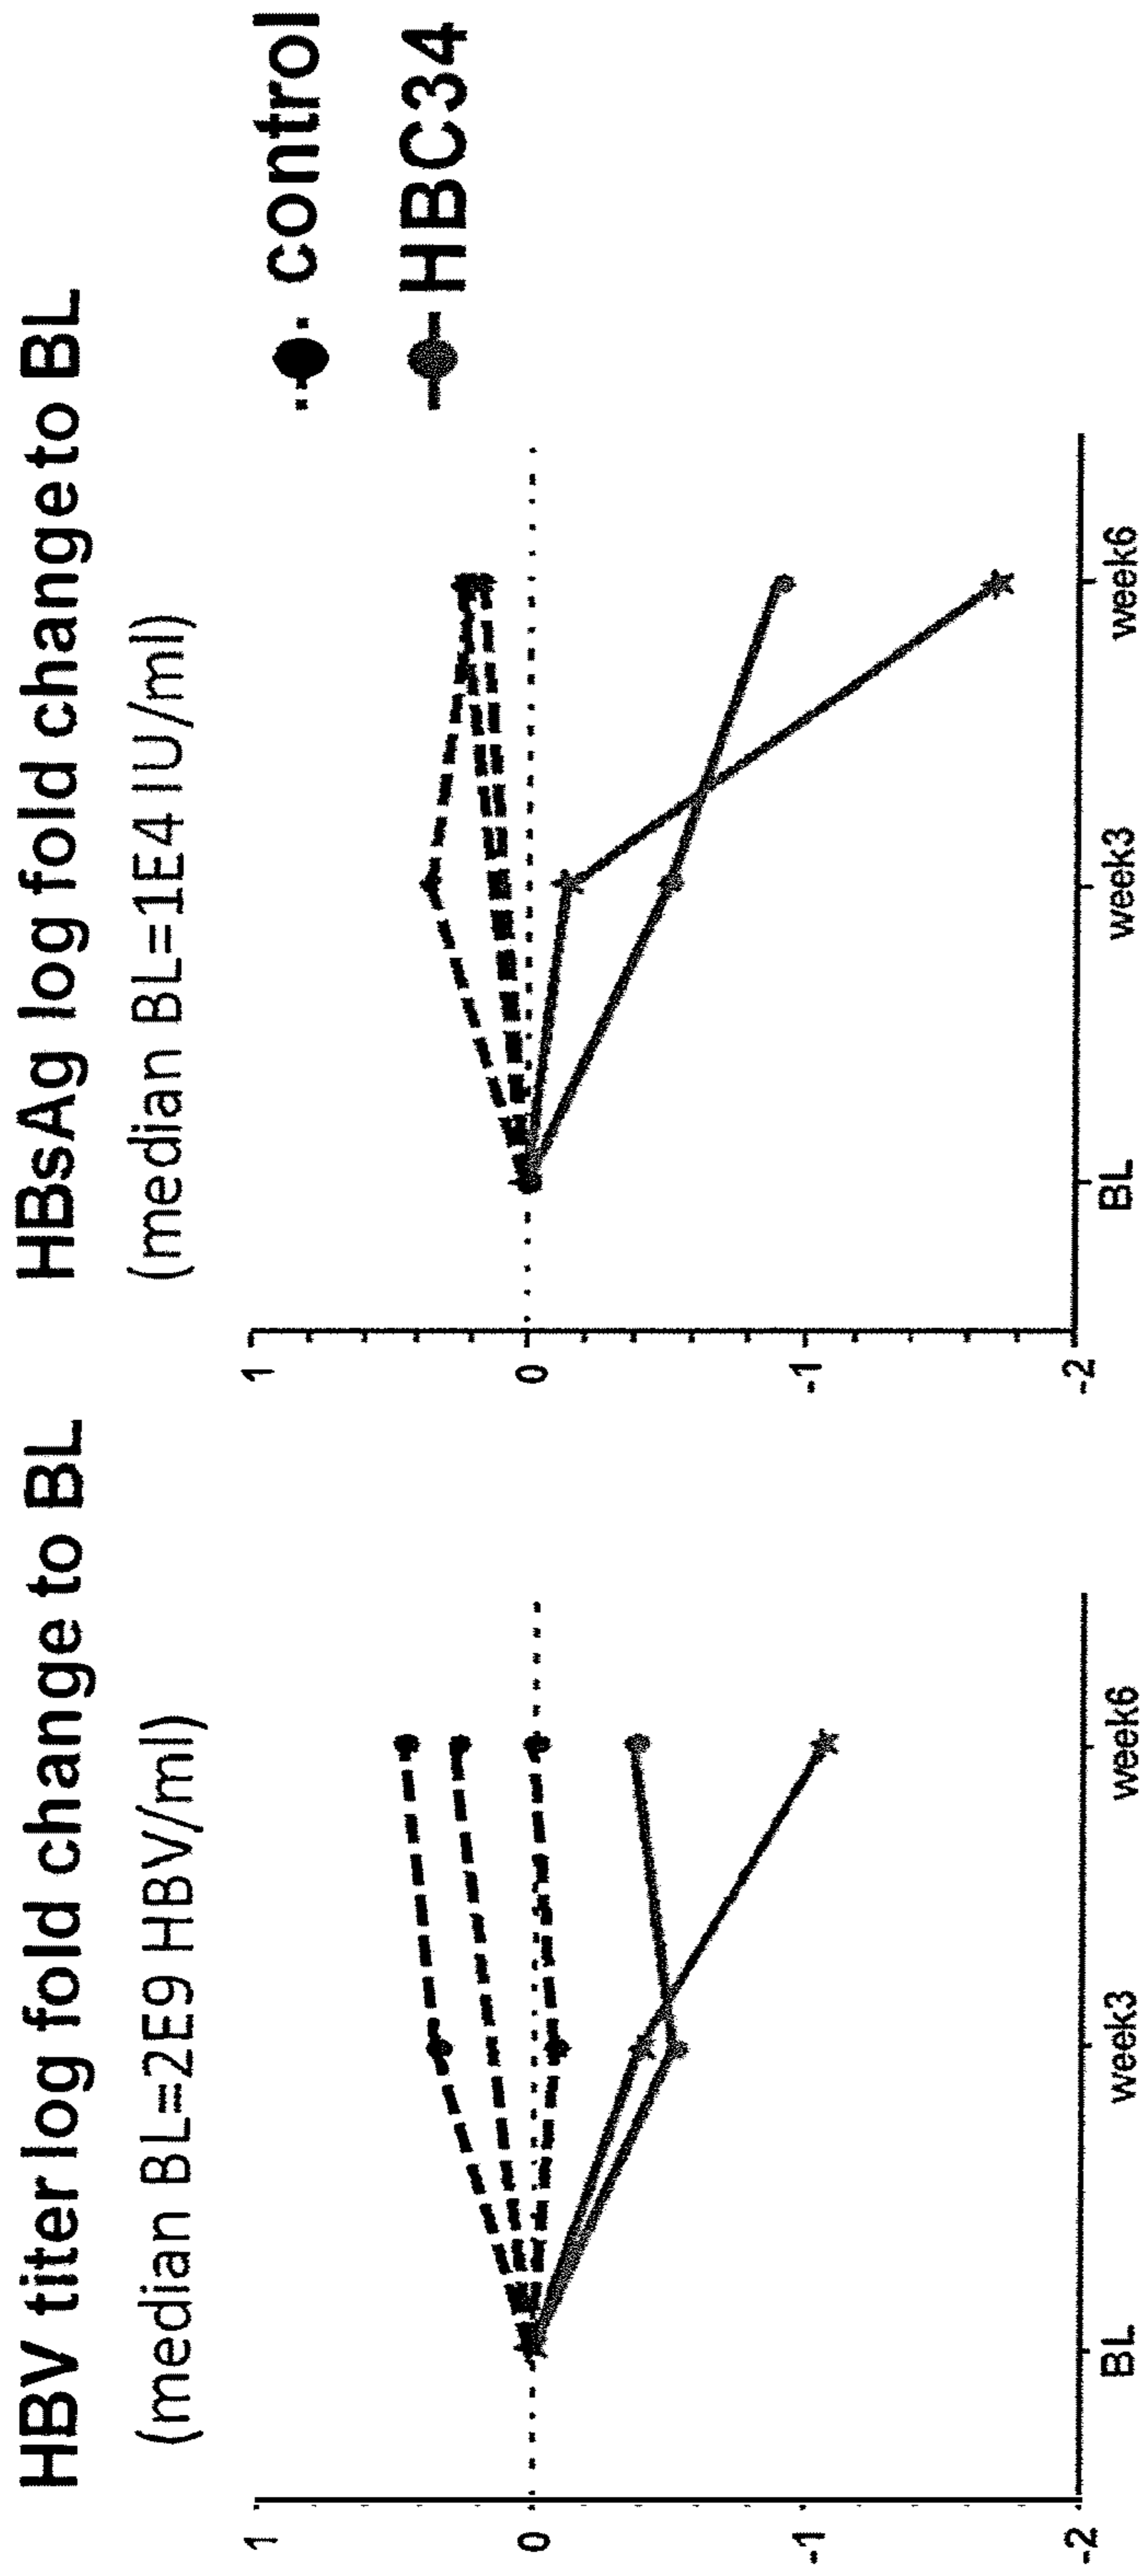 HBV titer log fold change to BL
(median BL=2E9 HBV/ml)
1
0
-1
-2
BL
week3
week6
HBsAg log fold change to BL
(median BL=1E4 IU/ml)
1
0
-1
-2
BL
week3
week6
control
HBC34